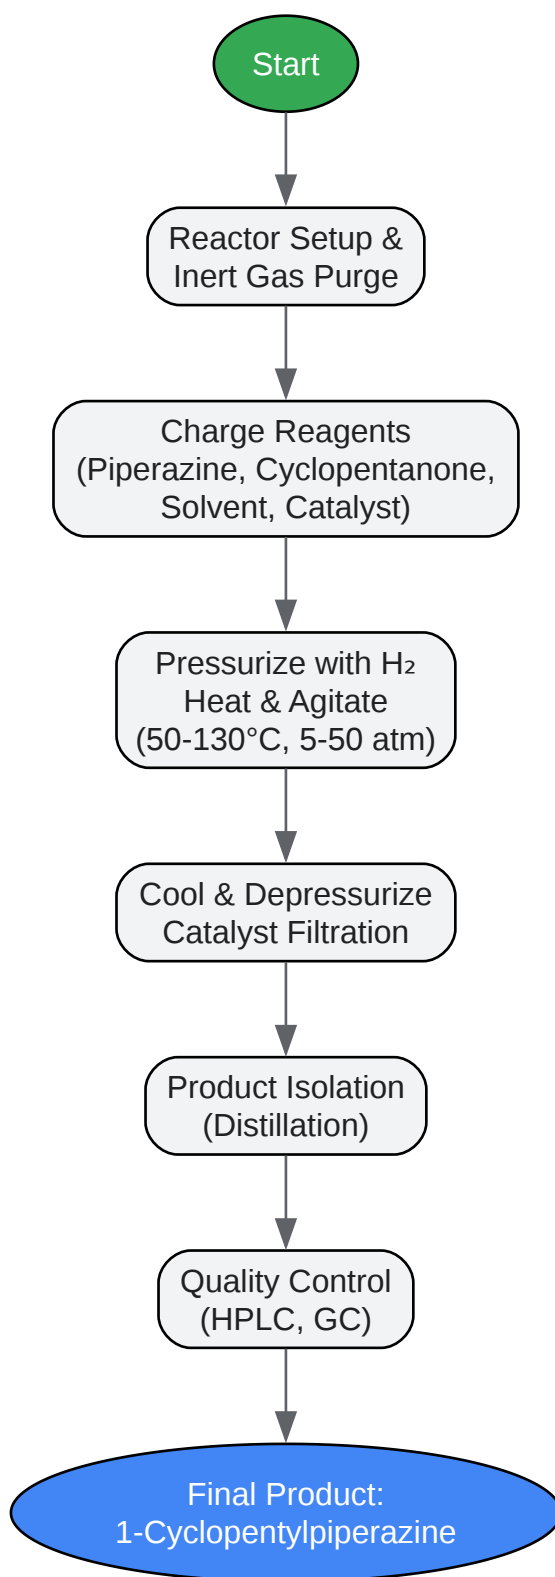 Start
Reactor Setup &
Inert Gas Purge
Charge Reagents
(Piperazine, Cyclopentanone,
Solvent, Catalyst)
Pressurize with H₂
Heat & Agitate
(50-130°C, 5-50 atm)
Cool & Depressurize
Catalyst Filtration
Product Isolation
(Distillation)
Quality Control
(HPLC, GC)
Final Product:
1-Cyclopentylpiperazine